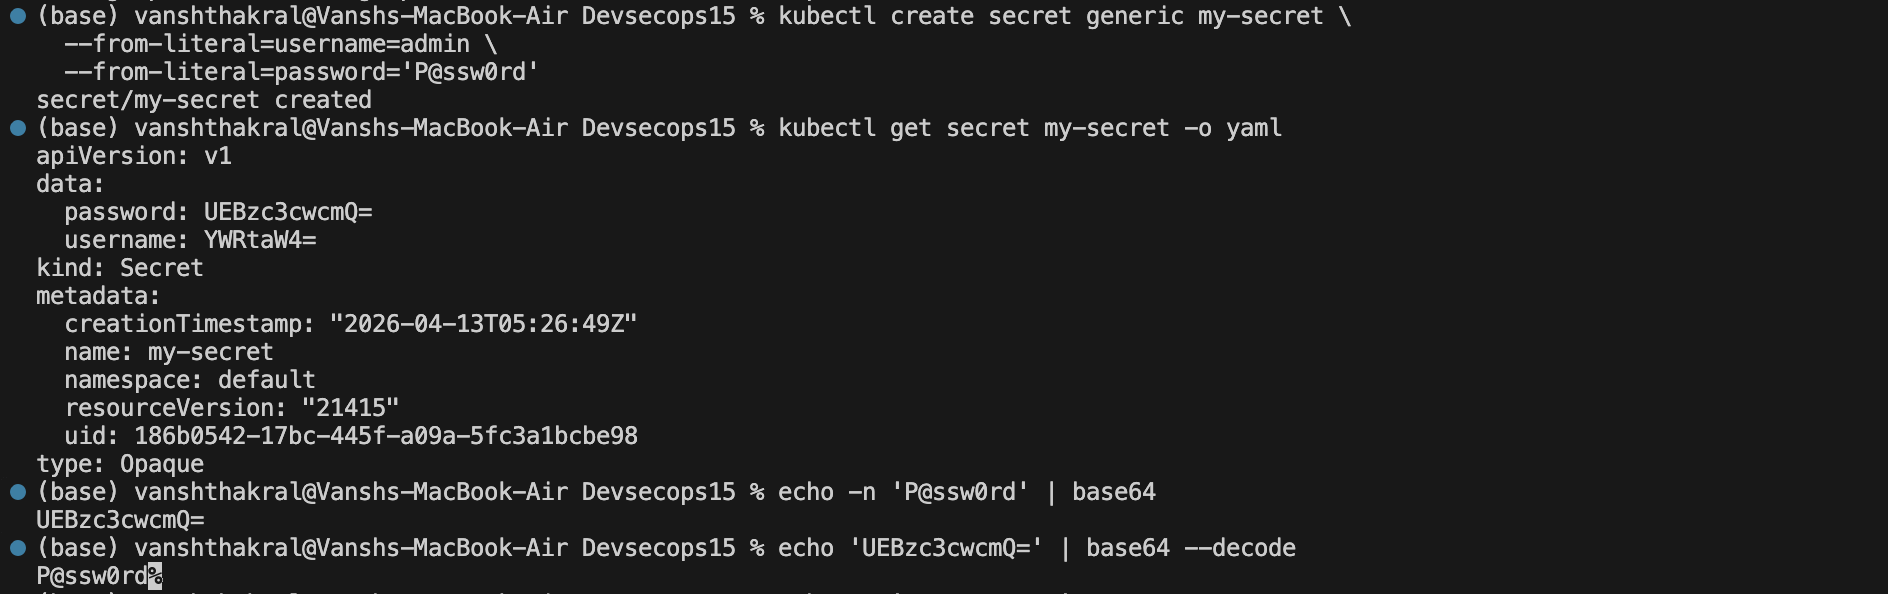 (base) vanshthakral@Vanshs-MacBook-Air Devsecops15 % kubectl create secret generic my-secret \
  --from-literal=username=admin \
  --from-literal=password='P@ssw0rd'
secret/my-secret created
(base) vanshthakral@Vanshs-MacBook-Air Devsecops15 % kubectl get secret my-secret -o yaml
apiVersion: v1
data:
  password: UEBzc3cwcmQ=
  username: YWRtaW4=
kind: Secret
metadata:
  creationTimestamp: "2026-04-13T05:26:49Z"
  name: my-secret
  namespace: default
  resourceVersion: "21415"
  uid: 186b0542-17bc-445f-a09a-5fc3a1bcbe98
type: Opaque
(base) vanshthakral@Vanshs-MacBook-Air Devsecops15 % echo -n 'P@ssw0rd' | base64
UEBzc3cwcmQ=
(base) vanshthakral@Vanshs-MacBook-Air Devsecops15 % echo 'UEBzc3cwcmQ=' | base64 --decode
P@ssw0rd%